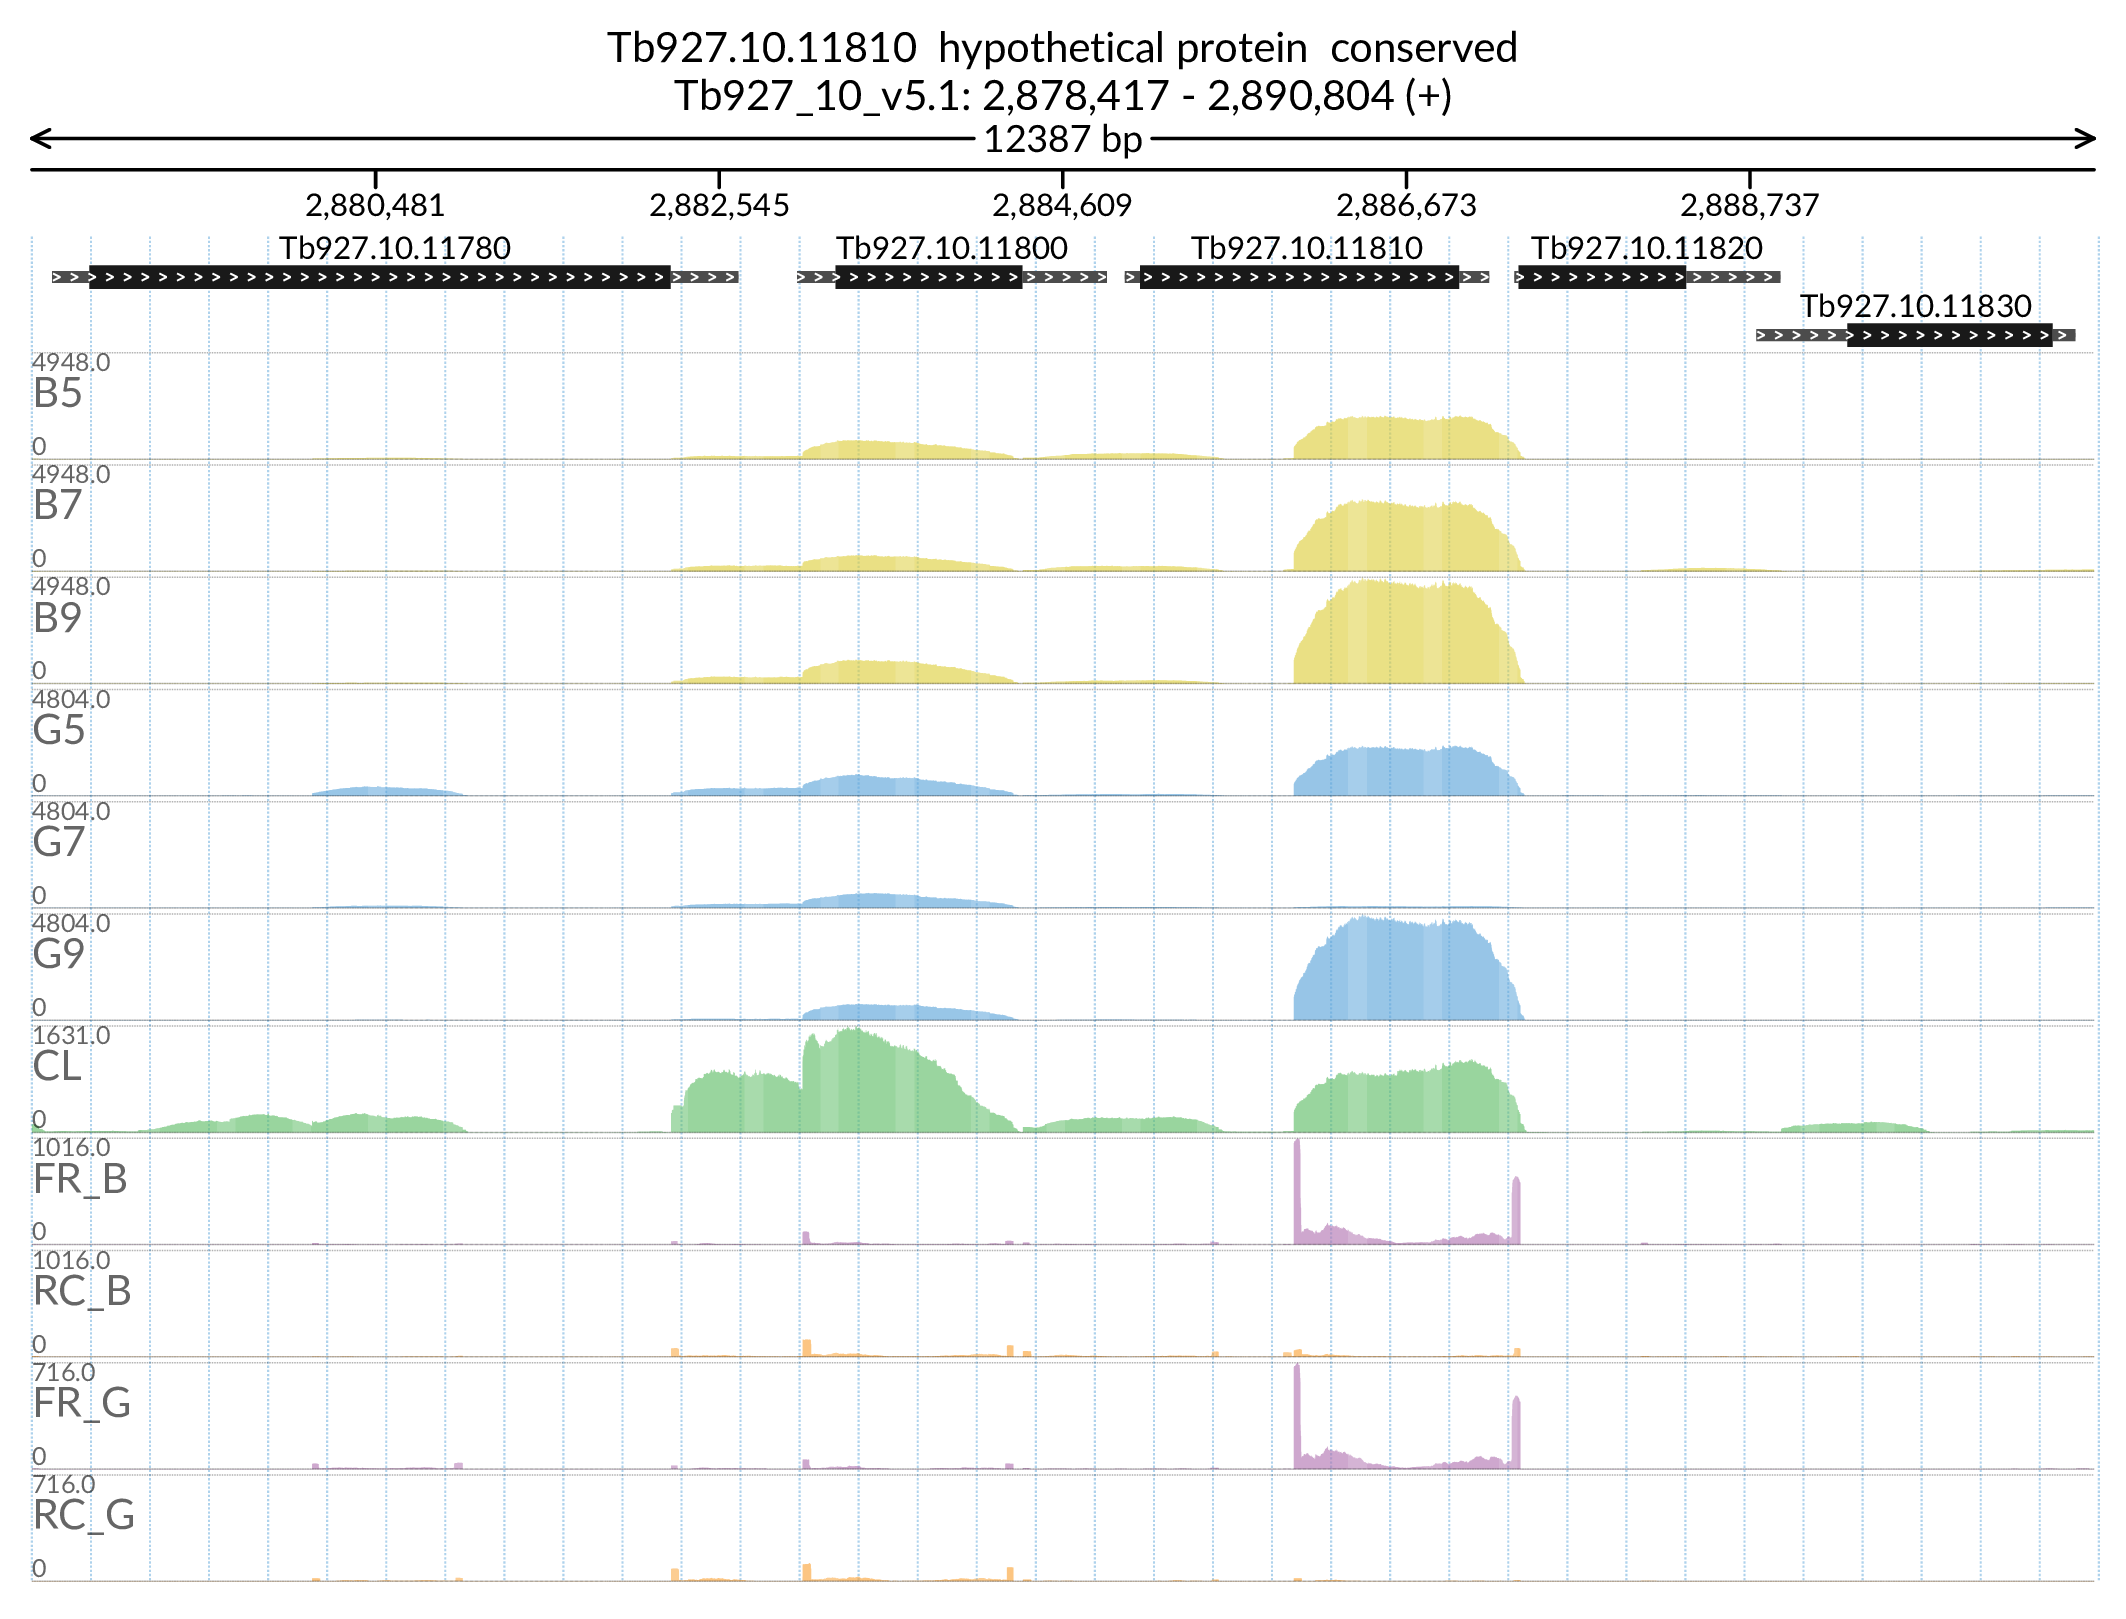 Tb927.10.11810 hypothetical protein conserved
Tb927_10_v5.1: 2,878,417 - 2,890,804 (+)
12387 bp
2,880,481 2,882,545 2,884,609 2,886,673 2,888,737
Tb927.10.11780 Tb927.10.11800 Tb927.10.11810 Tb927.10.11820
Tb927.10.11830
4948.0
B5
0
4948.0
B7
0
4948.0
B9
0
4804.0
G5
0
4804.0
G7
0
4804.0
G9
0
1631.0
CL
0
1016.0
FR_B
0
1016.0
RC_B
0
716.0
FR_G
0
716.0
RC_G
0